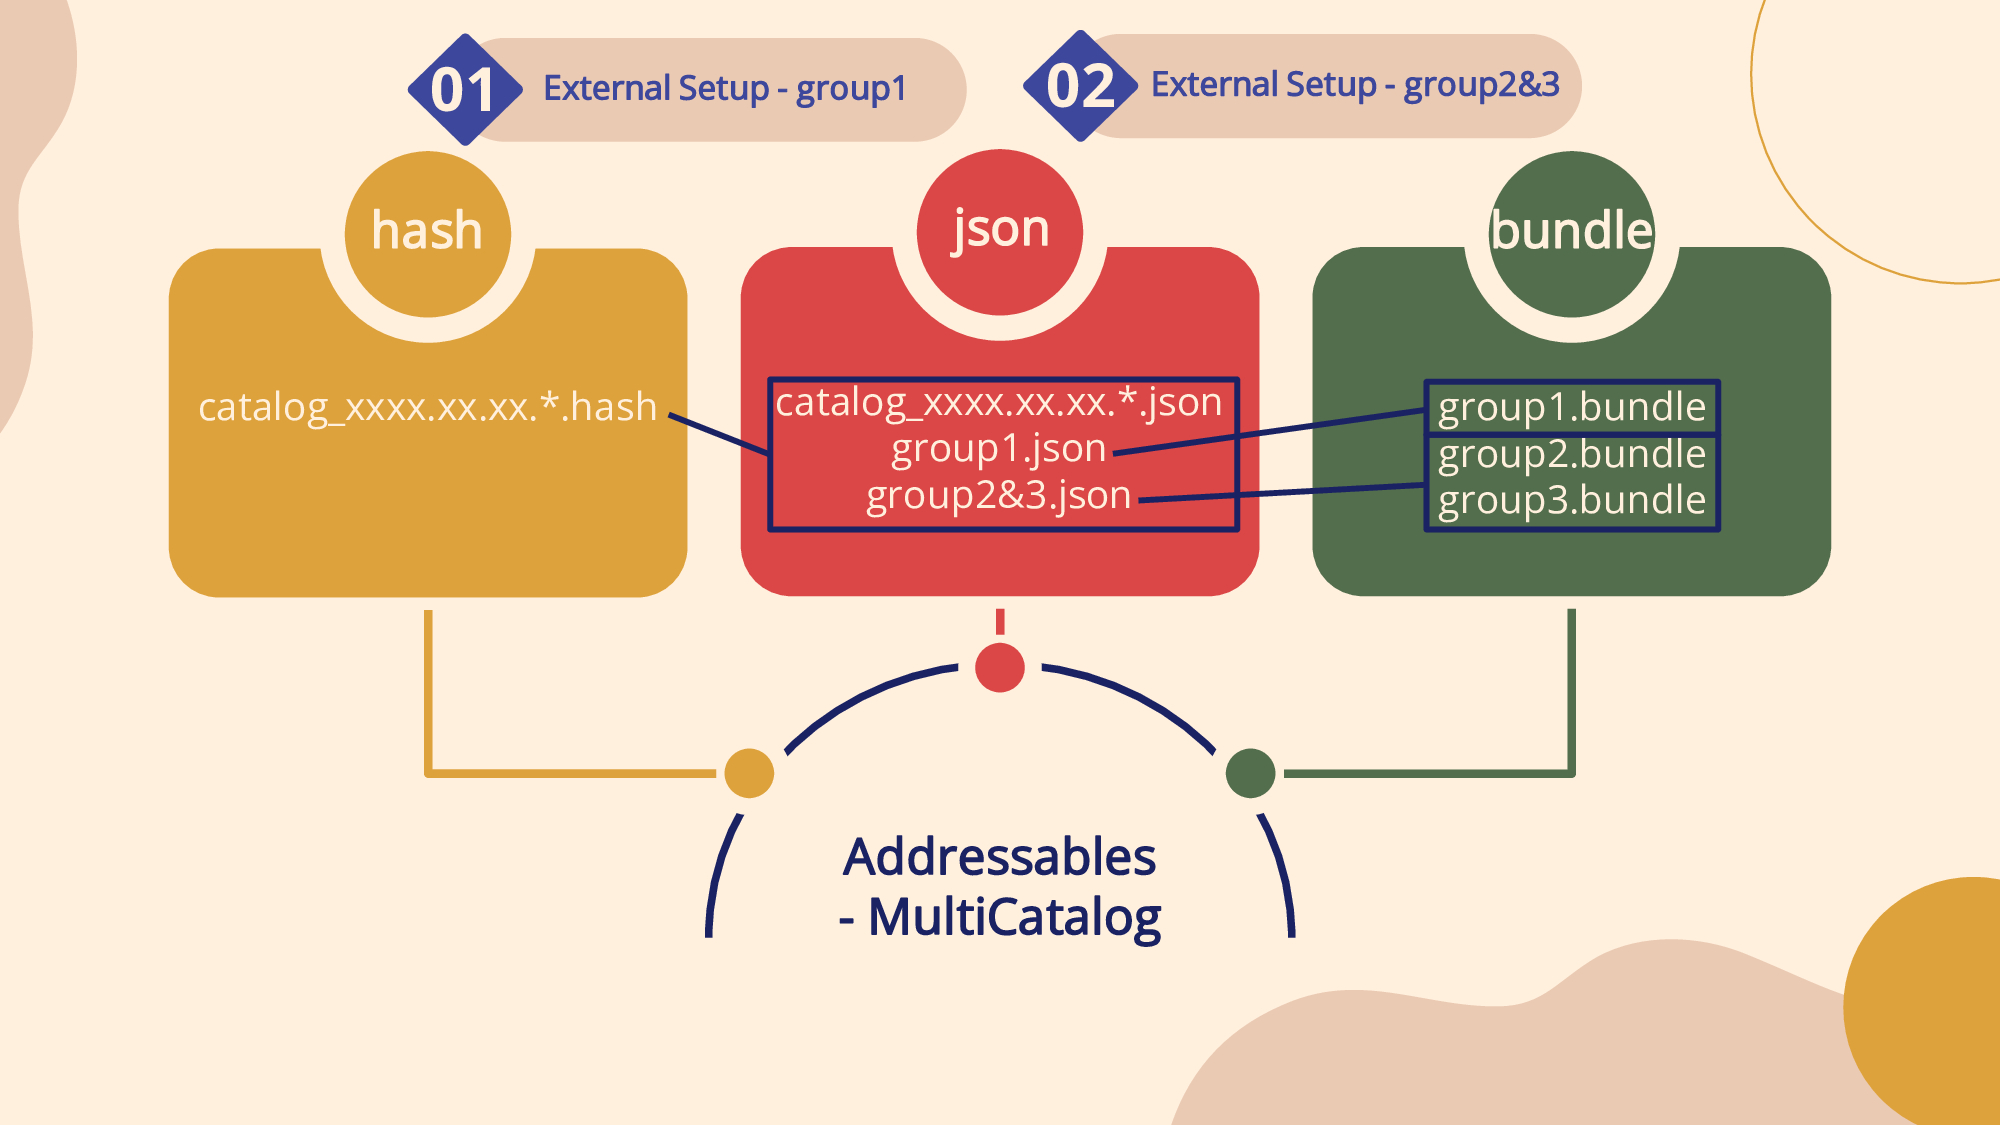 01
External Setup - group1
02
External Setup - group2&3
hash
json
bundle
catalog_xxxx.xx.xx.*.hash
catalog_xxxx.xx.xx.*.json
group1.json
group2&3.json
group1.bundle
group2.bundle
group3.bundle
Addressables
- MultiCatalog